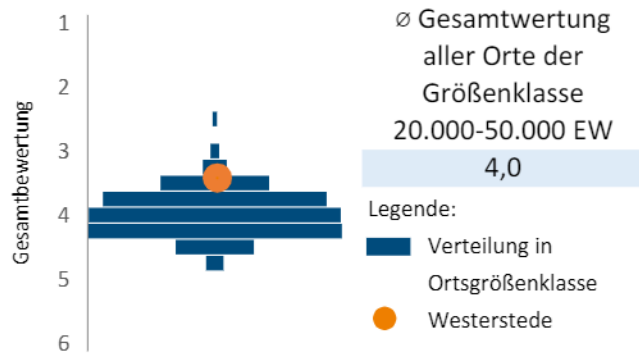 Gesamtbewertung
1
2
3
4
5
6
⌀ Gesamtwertung
aller Orte der
Größenklasse
20.000-50.000 EW
4,0
Legende:
Verteilung in
Ortsgrößenklasse
Westerstede